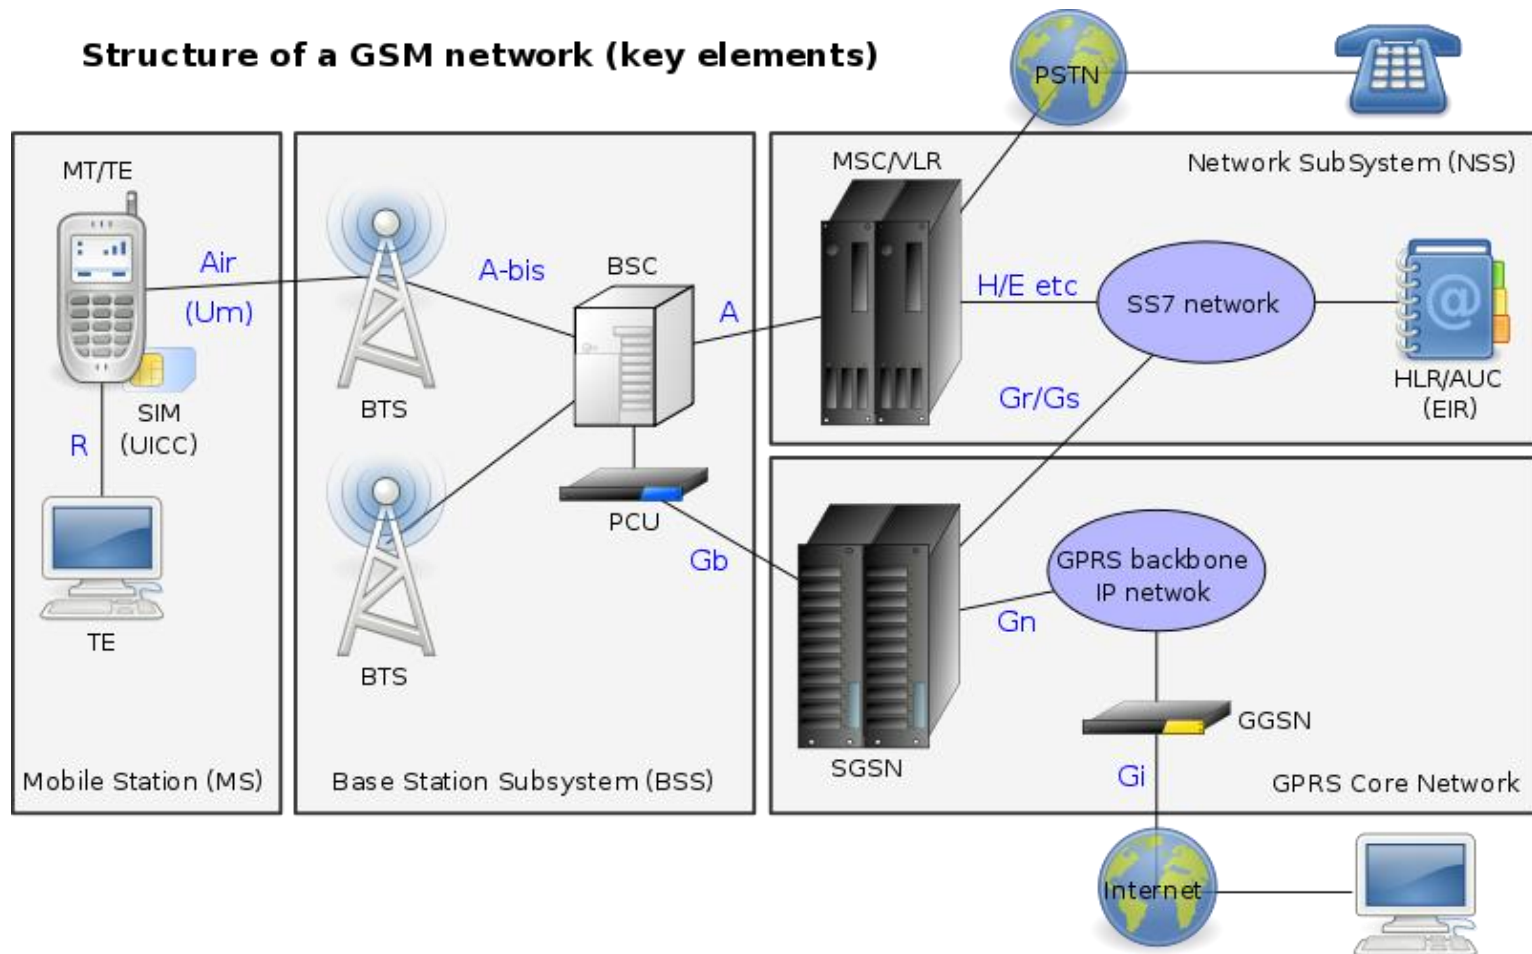 Structure of a GSM network (key elements)
PSTN
MT/TE
Air
(Um)
SIM
(UICC)
R
TE
Mobile Station (MS)
A-bis
BSC
BTS
PCU
BTS
Base Station Subsystem (BSS)
A
Gb
MSC/VLR
Network SubSystem (NSS)
H/E etc
SS7 network
HLR/AUC
(EIR)
Gr/Gs
GPRS backbone
IP netwok
Gn
SGSN
GGSN
Gi
GPRS Core Network
Internet